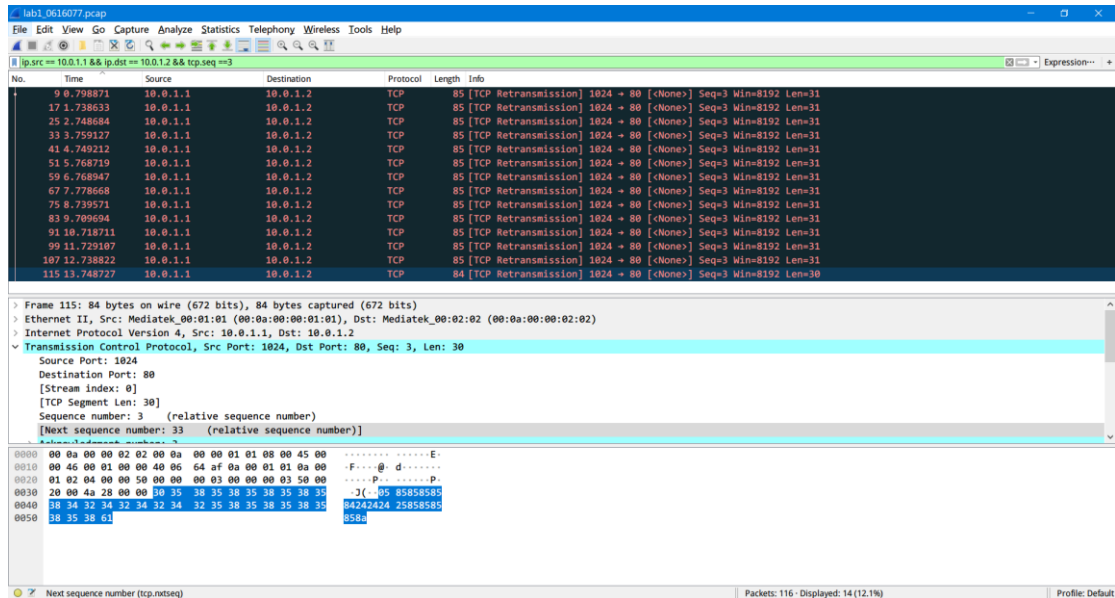 lab1_0616077.pcap
File Edit View Go Capture Analyze Statistics Telephony Wireless Tools Help
ip.src == 10.0.1.1 && ip.dst == 10.0.1.2 && tcp.seq ==3 Expression… +
No. Time Source Destination Protocol Length Info
9 0.798871 10.0.1.1 10.0.1.2 TCP 85 [TCP Retransmission] 1024 → 80 [<None>] Seq=3 Win=8192 Len=31
17 1.738633 10.0.1.1 10.0.1.2 TCP 85 [TCP Retransmission] 1024 → 80 [<None>] Seq=3 Win=8192 Len=31
25 2.748684 10.0.1.1 10.0.1.2 TCP 85 [TCP Retransmission] 1024 → 80 [<None>] Seq=3 Win=8192 Len=31
33 3.759127 10.0.1.1 10.0.1.2 TCP 85 [TCP Retransmission] 1024 → 80 [<None>] Seq=3 Win=8192 Len=31
41 4.749212 10.0.1.1 10.0.1.2 TCP 85 [TCP Retransmission] 1024 → 80 [<None>] Seq=3 Win=8192 Len=31
51 5.768719 10.0.1.1 10.0.1.2 TCP 85 [TCP Retransmission] 1024 → 80 [<None>] Seq=3 Win=8192 Len=31
59 6.768947 10.0.1.1 10.0.1.2 TCP 85 [TCP Retransmission] 1024 → 80 [<None>] Seq=3 Win=8192 Len=31
67 7.778668 10.0.1.1 10.0.1.2 TCP 85 [TCP Retransmission] 1024 → 80 [<None>] Seq=3 Win=8192 Len=31
75 8.739571 10.0.1.1 10.0.1.2 TCP 85 [TCP Retransmission] 1024 → 80 [<None>] Seq=3 Win=8192 Len=31
83 9.709694 10.0.1.1 10.0.1.2 TCP 85 [TCP Retransmission] 1024 → 80 [<None>] Seq=3 Win=8192 Len=31
91 10.718711 10.0.1.1 10.0.1.2 TCP 85 [TCP Retransmission] 1024 → 80 [<None>] Seq=3 Win=8192 Len=31
99 11.729107 10.0.1.1 10.0.1.2 TCP 85 [TCP Retransmission] 1024 → 80 [<None>] Seq=3 Win=8192 Len=31
107 12.738822 10.0.1.1 10.0.1.2 TCP 85 [TCP Retransmission] 1024 → 80 [<None>] Seq=3 Win=8192 Len=31
115 13.748727 10.0.1.1 10.0.1.2 TCP 84 [TCP Retransmission] 1024 → 80 [<None>] Seq=3 Win=8192 Len=30
> Frame 115: 84 bytes on wire (672 bits), 84 bytes captured (672 bits)
> Ethernet II, Src: Mediatek_00:01:01 (00:0a:00:00:01:01), Dst: Mediatek_00:02:02 (00:0a:00:00:02:02)
> Internet Protocol Version 4, Src: 10.0.1.1, Dst: 10.0.1.2
Transmission Control Protocol, Src Port: 1024, Dst Port: 80, Seq: 3, Len: 30
Source Port: 1024
Destination Port: 80
[Stream index: 0]
[TCP Segment Len: 30]
Sequence number: 3 (relative sequence number)
[Next sequence number: 33 (relative sequence number)]
0000 00 0a 00 00 02 02 00 0a 00 00 01 01 08 00 45 00 ········ ······E·
0010 00 46 00 01 00 00 40 06 64 af 0a 00 01 01 0a 00 ·F····@· d·······
0020 01 02 04 00 00 50 00 00 00 03 00 00 00 03 50 00 ·····P·· ······P·
0030 20 00 4a 28 00 00 30 35 38 35 38 35 38 35 38 35 ·J(··05 85858585
0040 38 34 32 34 32 34 32 34 32 35 38 35 38 35 38 35 84242424 25858585
0050 38 35 38 61 858a
Next sequence number (tcp.nxtseq) Packets: 116 · Displayed: 14 (12.1%) Profile: Default